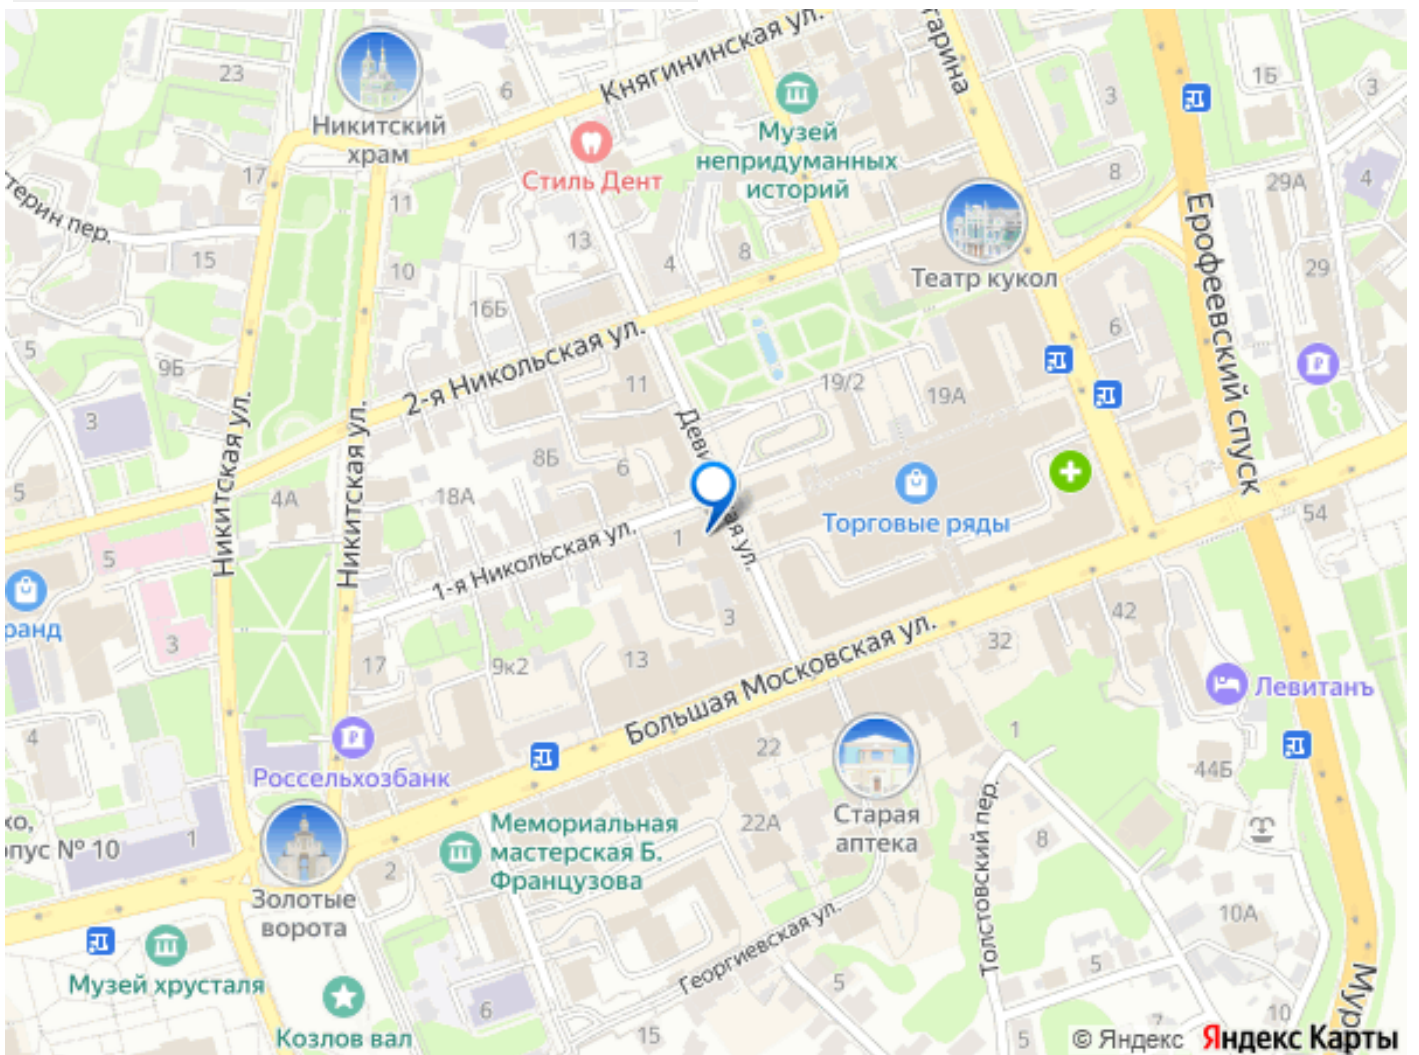 Княгининская ул.
23
6
1Б
3
3
Никитский
храм
Музей
непридуманных
историй
Стиль Дент
17
11
8
29А
4
пер.
13
15
10
4
8
Театр кукол
29
Ерофеевский спуск
16Б
6
5
9Б
2-я Никольская ул.
11
19/2
19А
3
Никитская ул.
Никитская ул.
8Б
6
5
4А
18А
Торговые ряды
54
1-я Никольская ул.
1
ул.
5
3
3
42
17
9к2
13
Большая Московская ул.
32
Левитанъ
4
Россельхозбанк
22
1
44Б
Старая
аптека
Мемориальная
мастерская Б.
Французова
22А
8
№ 10
1
2
Золотые
ворота
Толстовский пер.
10А
Георгиевская ул.
Музей хрусталя
5
5
6
10
Козлов вал
15
5
7
© Яндекс Яндекс Карты